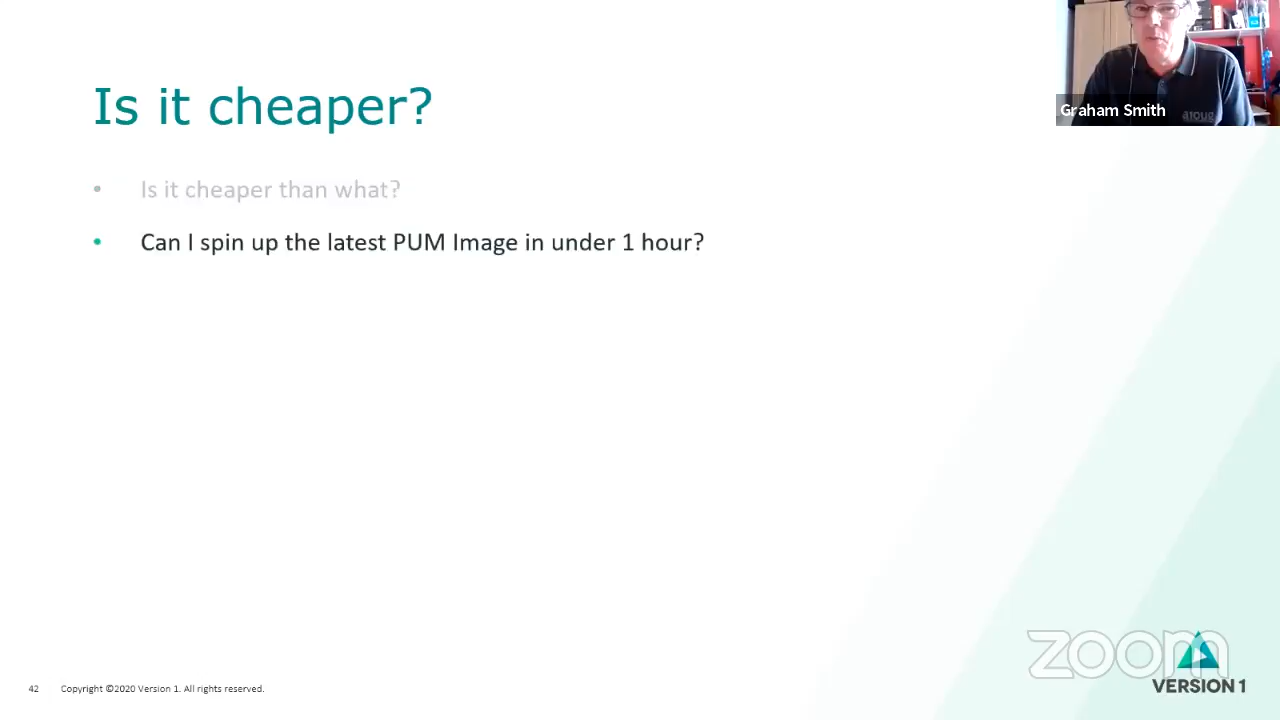 Is it cheaper?
Graham Smith
• Is it cheaper than what?
• Can I spin up the latest PUM Image in under 1 hour?
zoom
VERSION 1
42 Copyright ©2020 Version 1. All rights reserved.